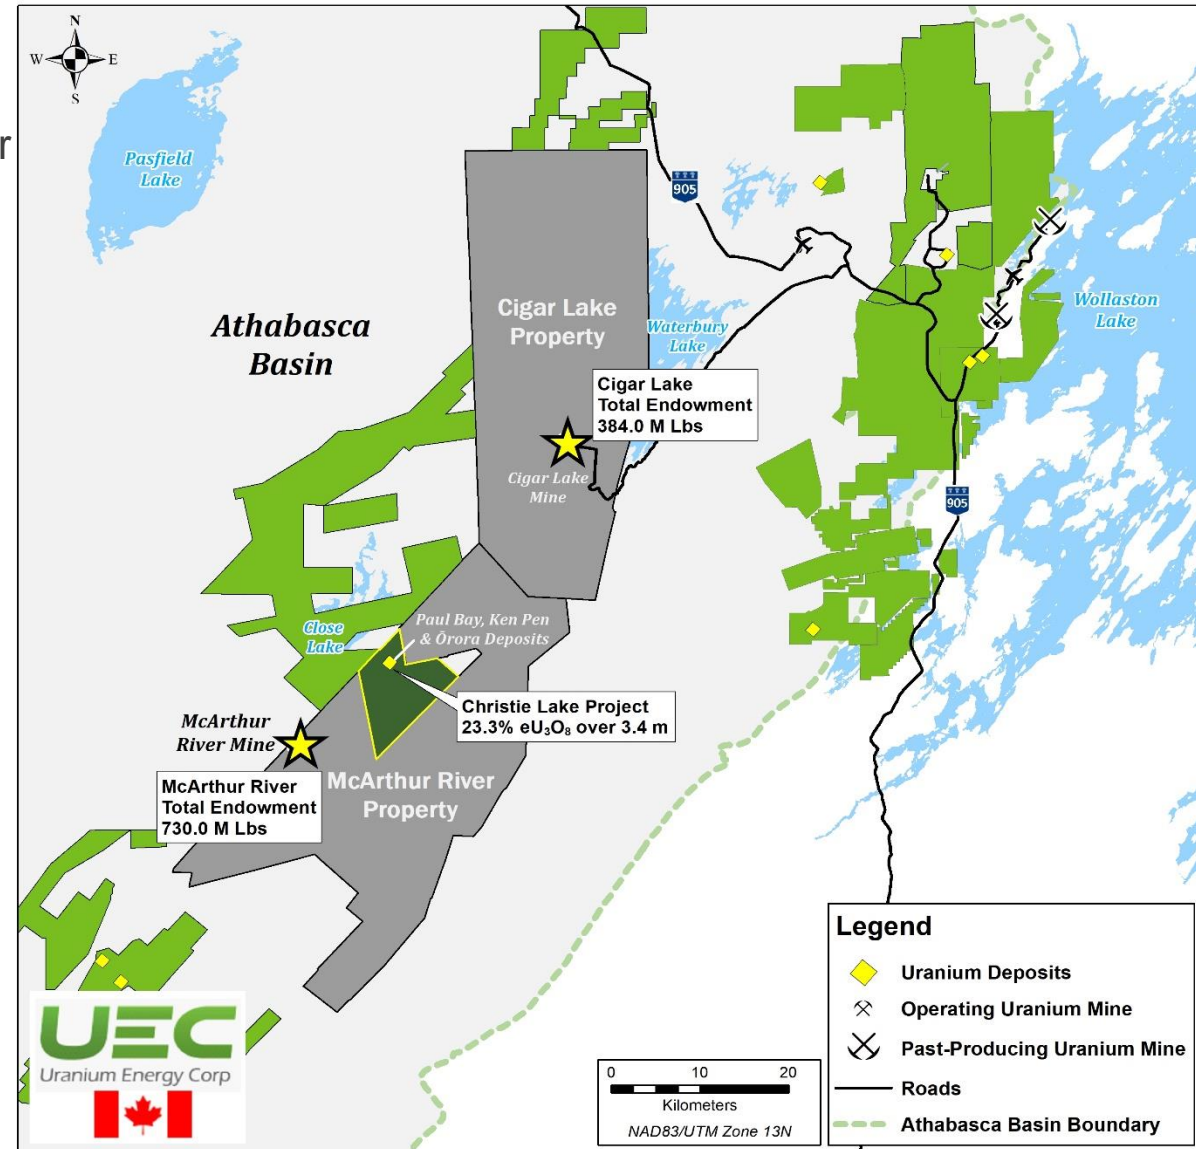 N
W E
S
r
Pasfield
Lake
905
Athabasca
Basin
Cigar Lake
Property
Waterbury
Lake
Wollaston
Lake
Cigar Lake
Total Endowment
384.0 M Lbs
Cigar Lake
Mine
905
Paul Bay, Ken Pen
& Ōrora Deposits
Close
Lake
Christie Lake Project
23.3% eU₃O₈ over 3.4 m
McArthur
River Mine
McArthur River
Total Endowment
730.0 M Lbs
McArthur River
Property
UEC
Uranium Energy Corp
0 10 20
Kilometers
NAD83/UTM Zone 13N
Legend
Uranium Deposits
Operating Uranium Mine
Past-Producing Uranium Mine
Roads
Athabasca Basin Boundary